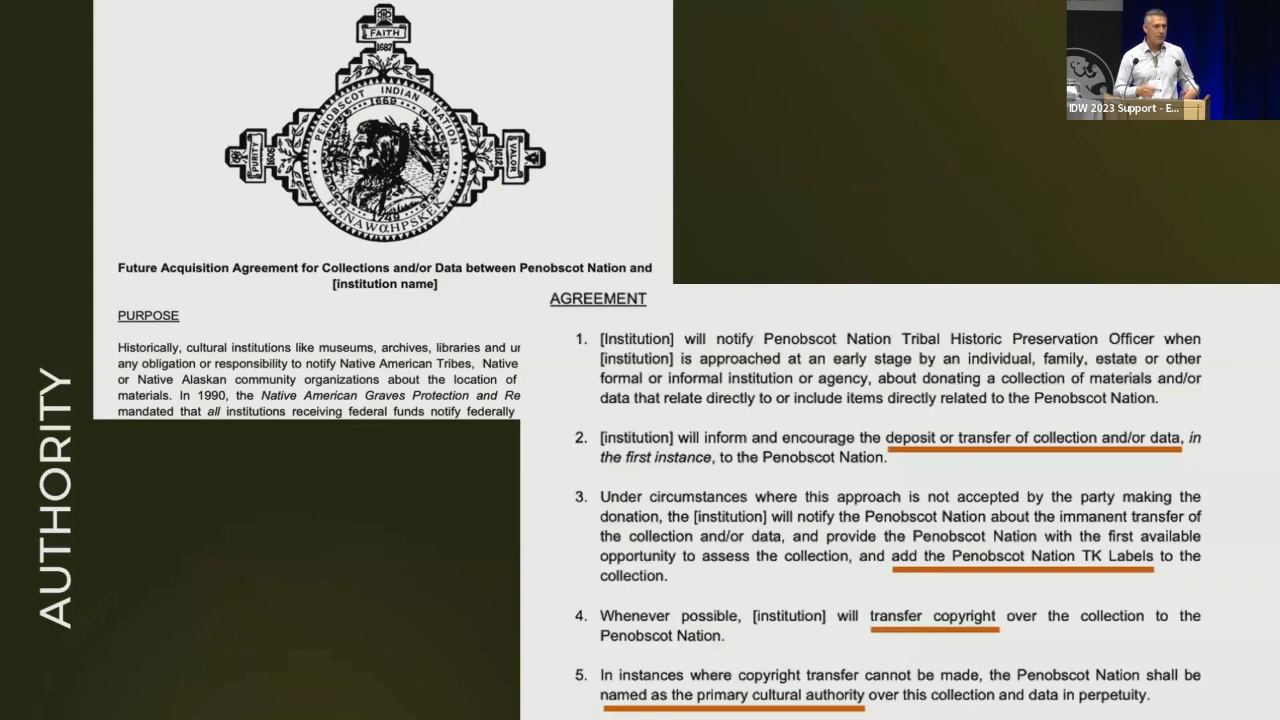 FAITH
1687
PENOBSCOT INDIAN NATION
1669
PURITY
1605
VALOR
1612
1749
PαNAWαHPSKEK
Future Acquisition Agreement for Collections and/or Data between Penobscot Nation and
[institution name]
PURPOSE
Historically, cultural institutions like museums, archives, libraries and ur
any obligation or responsibility to notify Native American Tribes, Native
or Native Alaskan community organizations about the location of
materials. In 1990, the Native American Graves Protection and Re
mandated that all institutions receiving federal funds notify federally
AUTHORITY
AGREEMENT
1. [Institution] will notify Penobscot Nation Tribal Historic Preservation Officer when
[institution] is approached at an early stage by an individual, family, estate or other
formal or informal institution or agency, about donating a collection of materials and/or
data that relate directly to or include items directly related to the Penobscot Nation.
2. [institution] will inform and encourage the deposit or transfer of collection and/or data, in
the first instance, to the Penobscot Nation.
3. Under circumstances where this approach is not accepted by the party making the
donation, the [institution] will notify the Penobscot Nation about the immanent transfer of
the collection and/or data, and provide the Penobscot Nation with the first available
opportunity to assess the collection, and add the Penobscot Nation TK Labels to the
collection.
4. Whenever possible, [institution] will transfer copyright over the collection to the
Penobscot Nation.
5. In instances where copyright transfer cannot be made, the Penobscot Nation shall be
named as the primary cultural authority over this collection and data in perpetuity.
IDW 2023 Support - E...